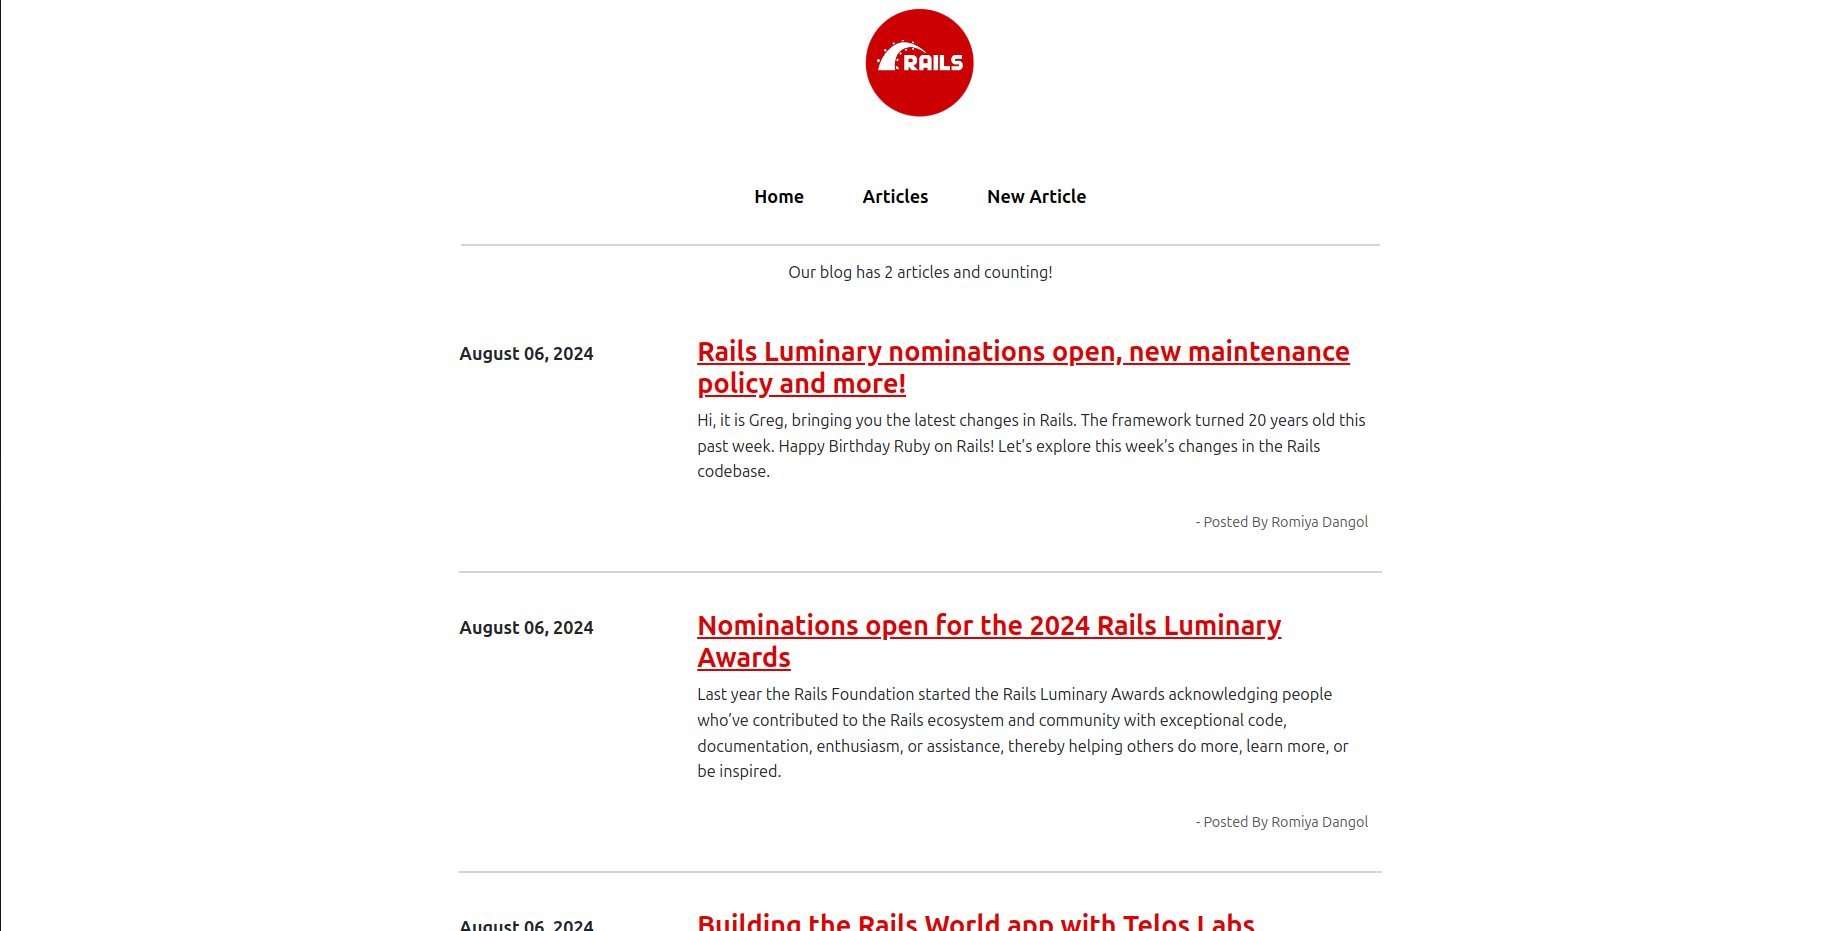 RAILS
Home Articles New Article
Our blog has 2 articles and counting!
August 06, 2024
Rails Luminary nominations open, new maintenance
policy and more!
Hi, it is Greg, bringing you the latest changes in Rails. The framework turned 20 years old this
past week. Happy Birthday Ruby on Rails! Let’s explore this week’s changes in the Rails
codebase.
- Posted By Romiya Dangol
August 06, 2024
Nominations open for the 2024 Rails Luminary
Awards
Last year the Rails Foundation started the Rails Luminary Awards acknowledging people
who’ve contributed to the Rails ecosystem and community with exceptional code,
documentation, enthusiasm, or assistance, thereby helping others do more, learn more, or
be inspired.
- Posted By Romiya Dangol
August 06, 2024
Building the Rails World app with Telos Labs